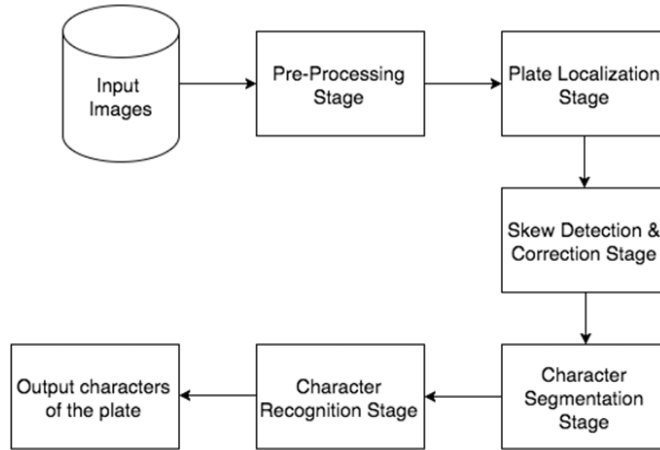 Input
Images
Pre-Processing
Stage
Plate Localization
Stage
Skew Detection &
Correction Stage
Character
Segmentation
Stage
Character
Recognition Stage
Output characters
of the plate